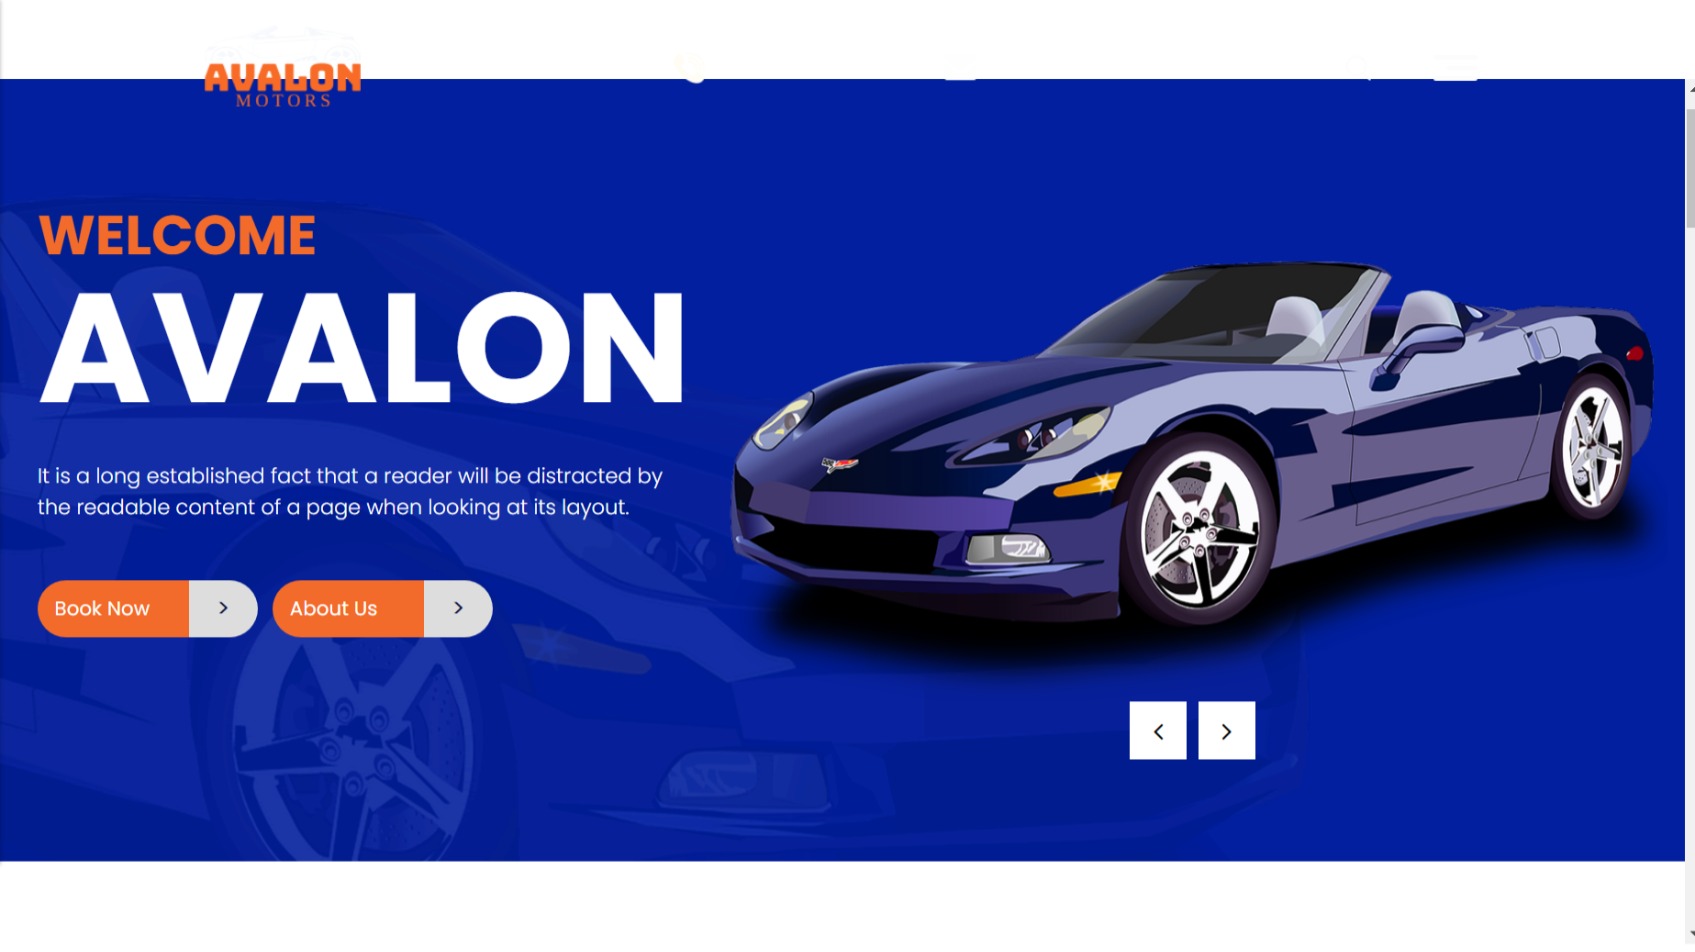 AVALON
MOTORS
WELCOME
AVALON
It is a long established fact that a reader will be distracted by
the readable content of a page when looking at its layout.
Book Now
About Us